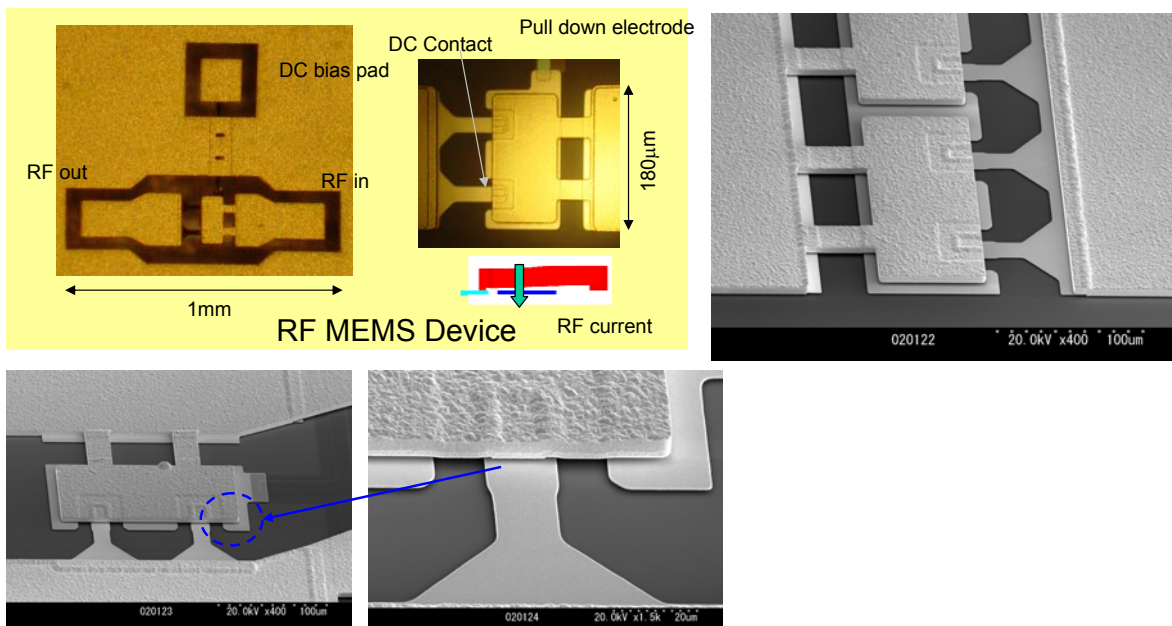 Pull down electrode
DC Contact
DC bias pad
RF out
RF in
180µm
1mm
RF MEMS Device
RF current
020122 20.0kV x400 100um
020123 20.0kV x400 100um
020124 20.0kV x1.5k 20um